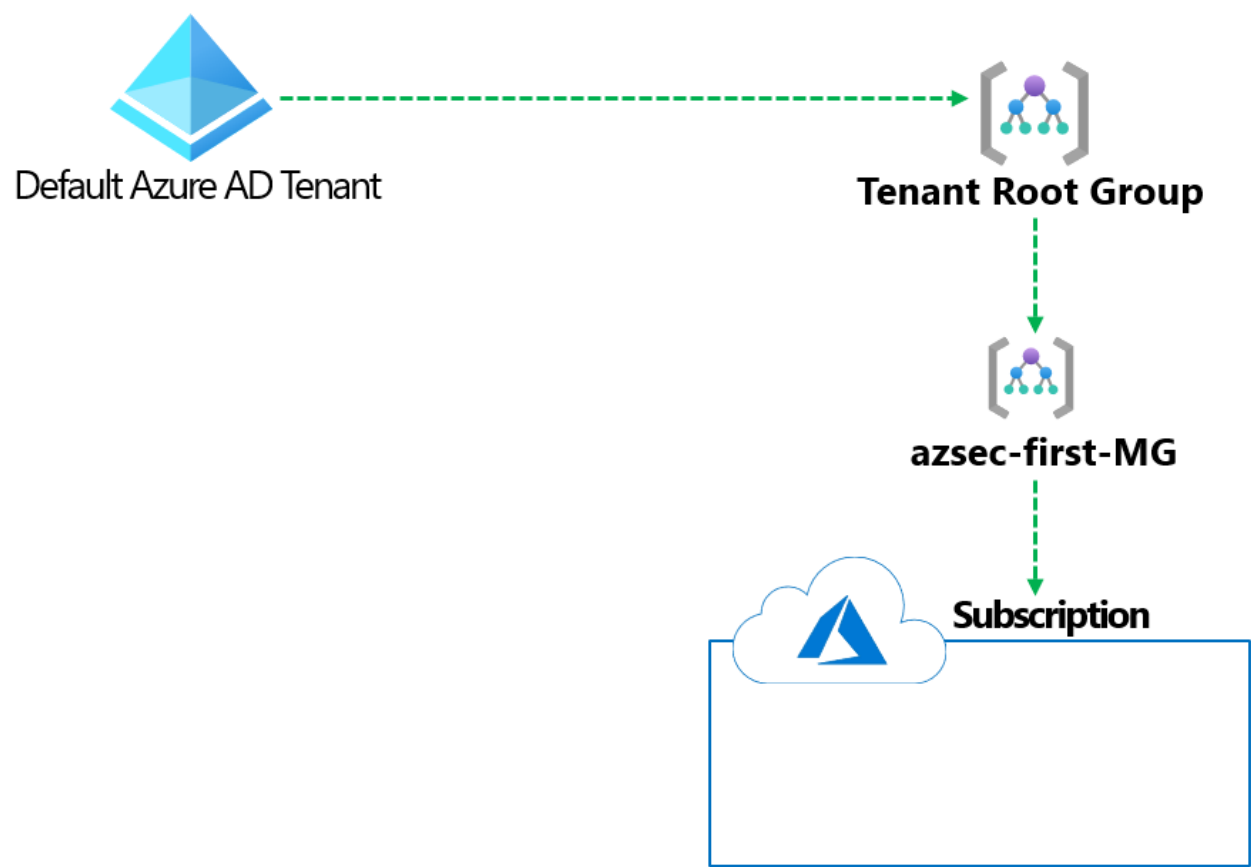 Default Azure AD Tenant
Tenant Root Group
azsec-first-MG
Subscription